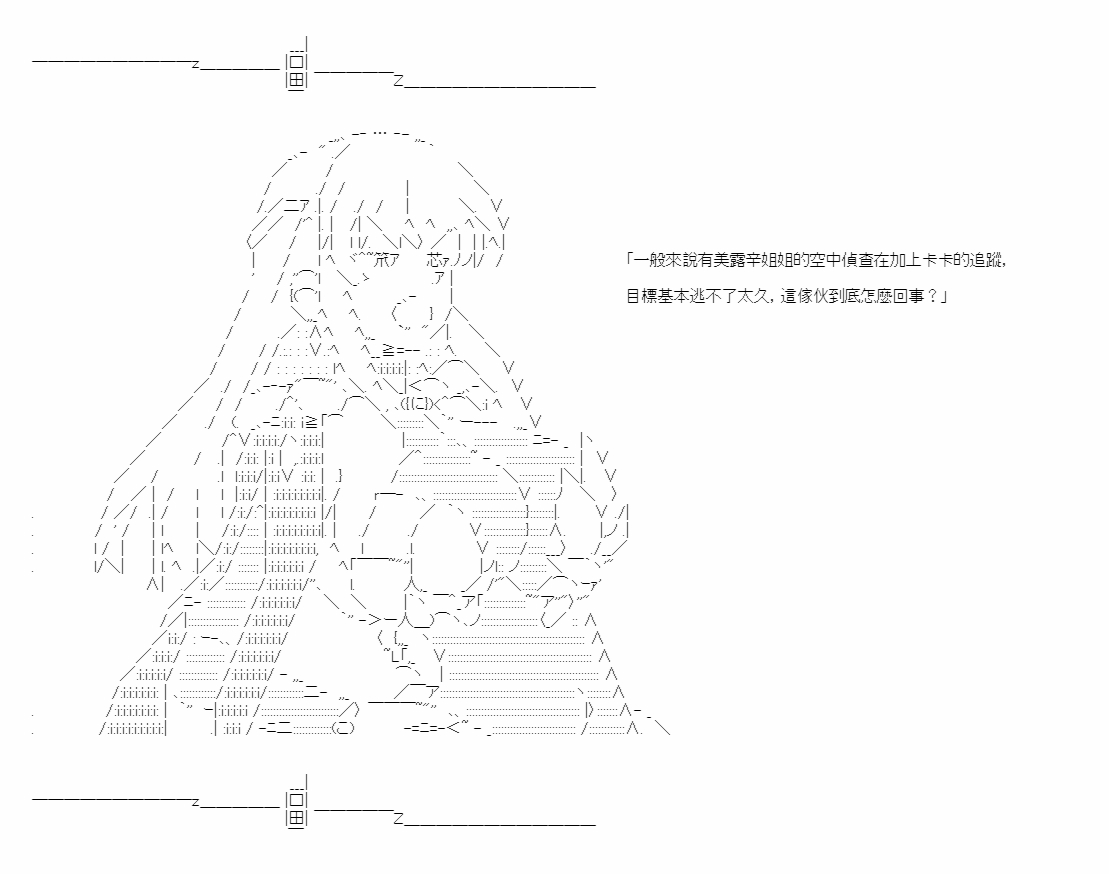 「一般來說有美露辛姐姐的空中偵查在加上卡卡的追蹤，
目標基本逃不了太久，這傢伙到底怎麼回事？」